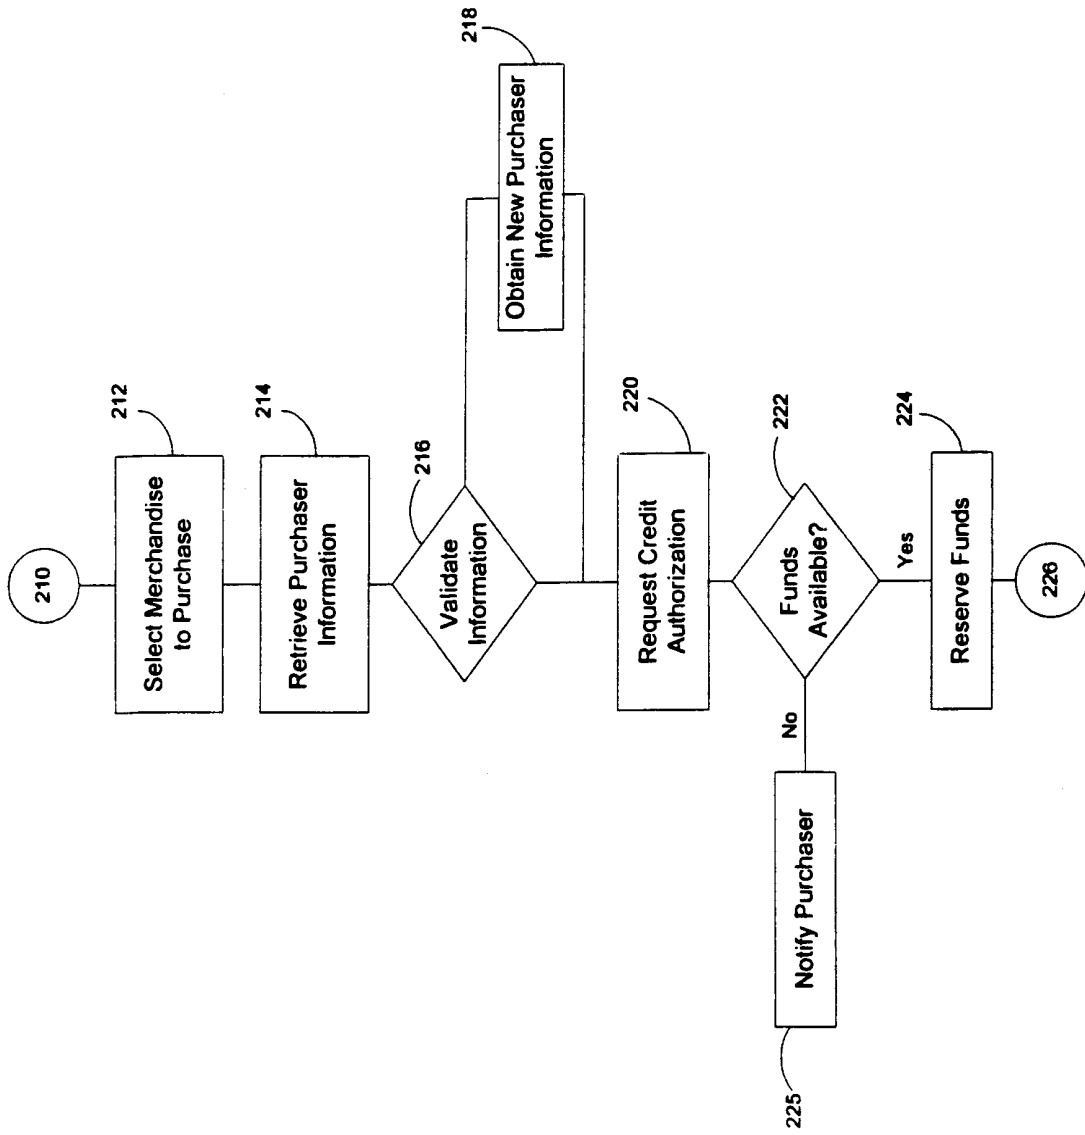 210
212
Select Merchandise
to Purchase
214
Retrieve Purchaser
Information
216
Validate
Information
218
Obtain New Purchaser
Information
220
Request Credit
Authorization
222
Funds
Available?
No
Yes
225
Notify Purchaser
224
Reserve Funds
226